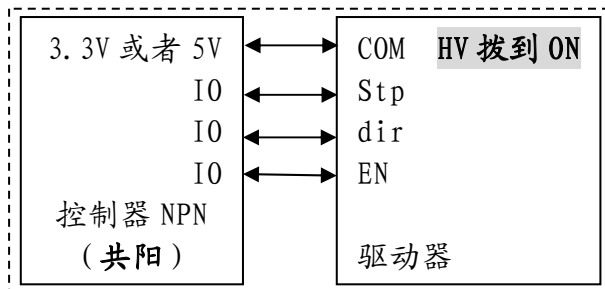 3.3V 或者 5V
COM HV 拨到 ON
IO
Stp
IO
dir
IO
EN
控制器 NPN
(共阳)
驱动器